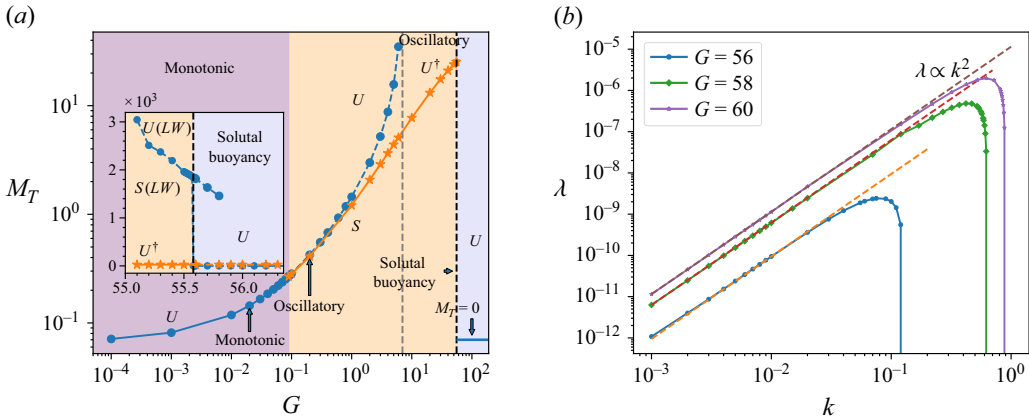 (a)
Oscillatory
Monotonic
U†
U
× 10³
3
2
1
0
U(LW)
S(LW)
Solutal
buoyancy
U†
U
55.0
55.5
56.0
S
Oscillatory
Monotonic
U
Solutal
buoyancy
U
M_T = 0
10¹
10⁰
10⁻¹
M_T
10⁻⁴
10⁻³
10⁻²
10⁻¹
10⁰
10¹
10²
G
(b)
G = 56
G = 58
G = 60
λ ∝ k²
10⁻⁵
10⁻⁶
10⁻⁷
10⁻⁸
10⁻⁹
10⁻¹⁰
10⁻¹¹
10⁻¹²
λ
10⁻³
10⁻²
10⁻¹
10⁰
k